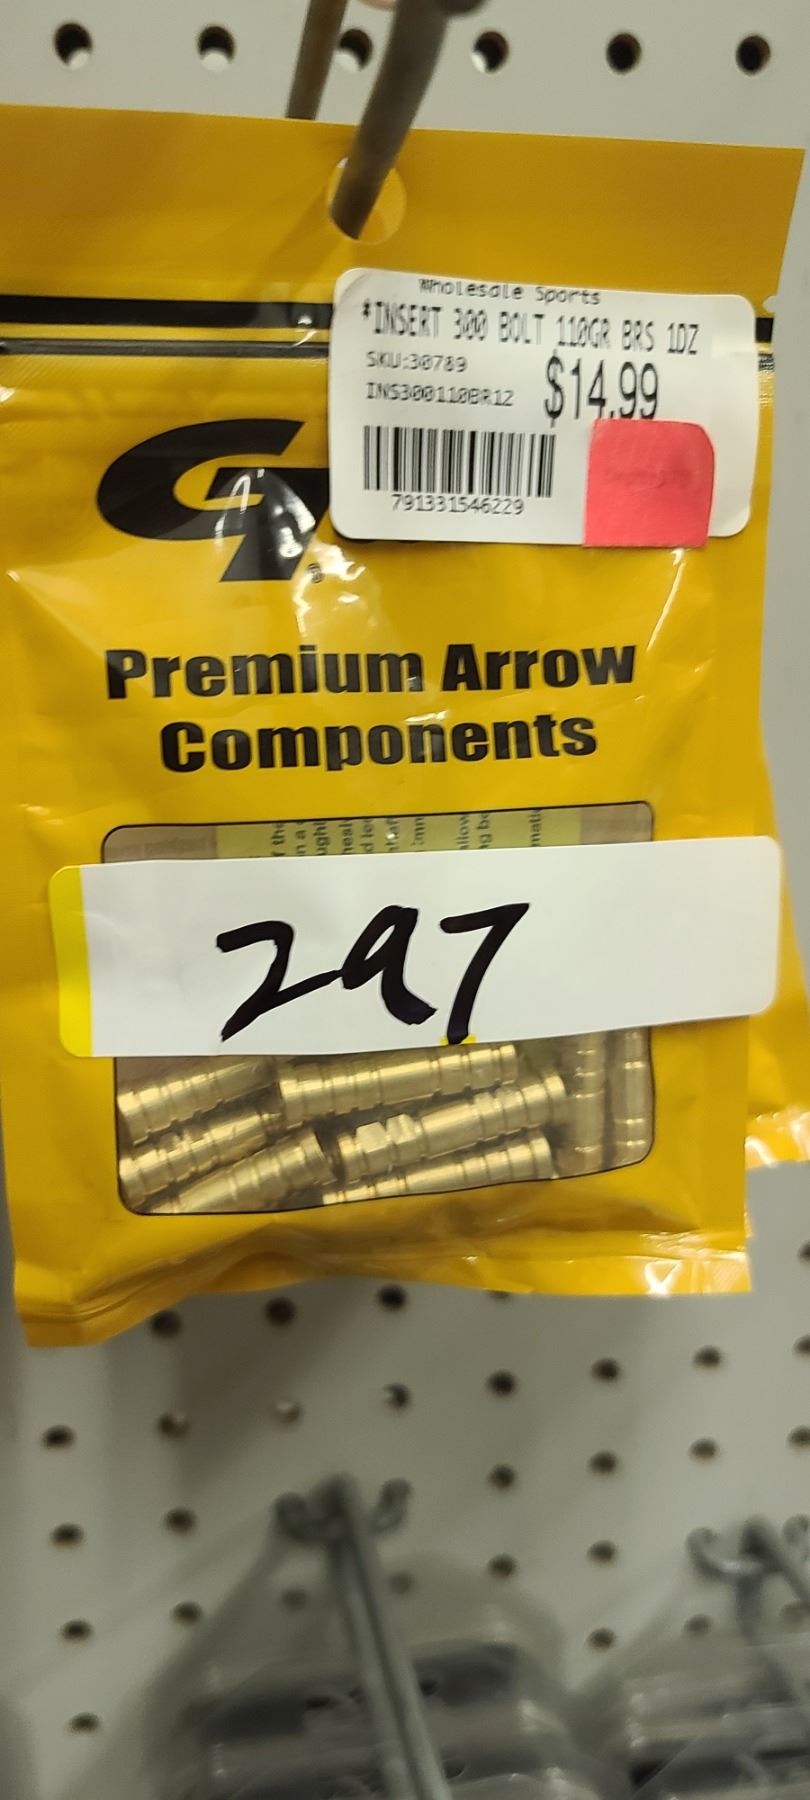 Wholesale Sports
*INSERT 300 BOLT 110GR BRS 1DZ
SKU:30789
INS300110BR12
$14.99
791331546229
GT
Premium Arrow
Components
297